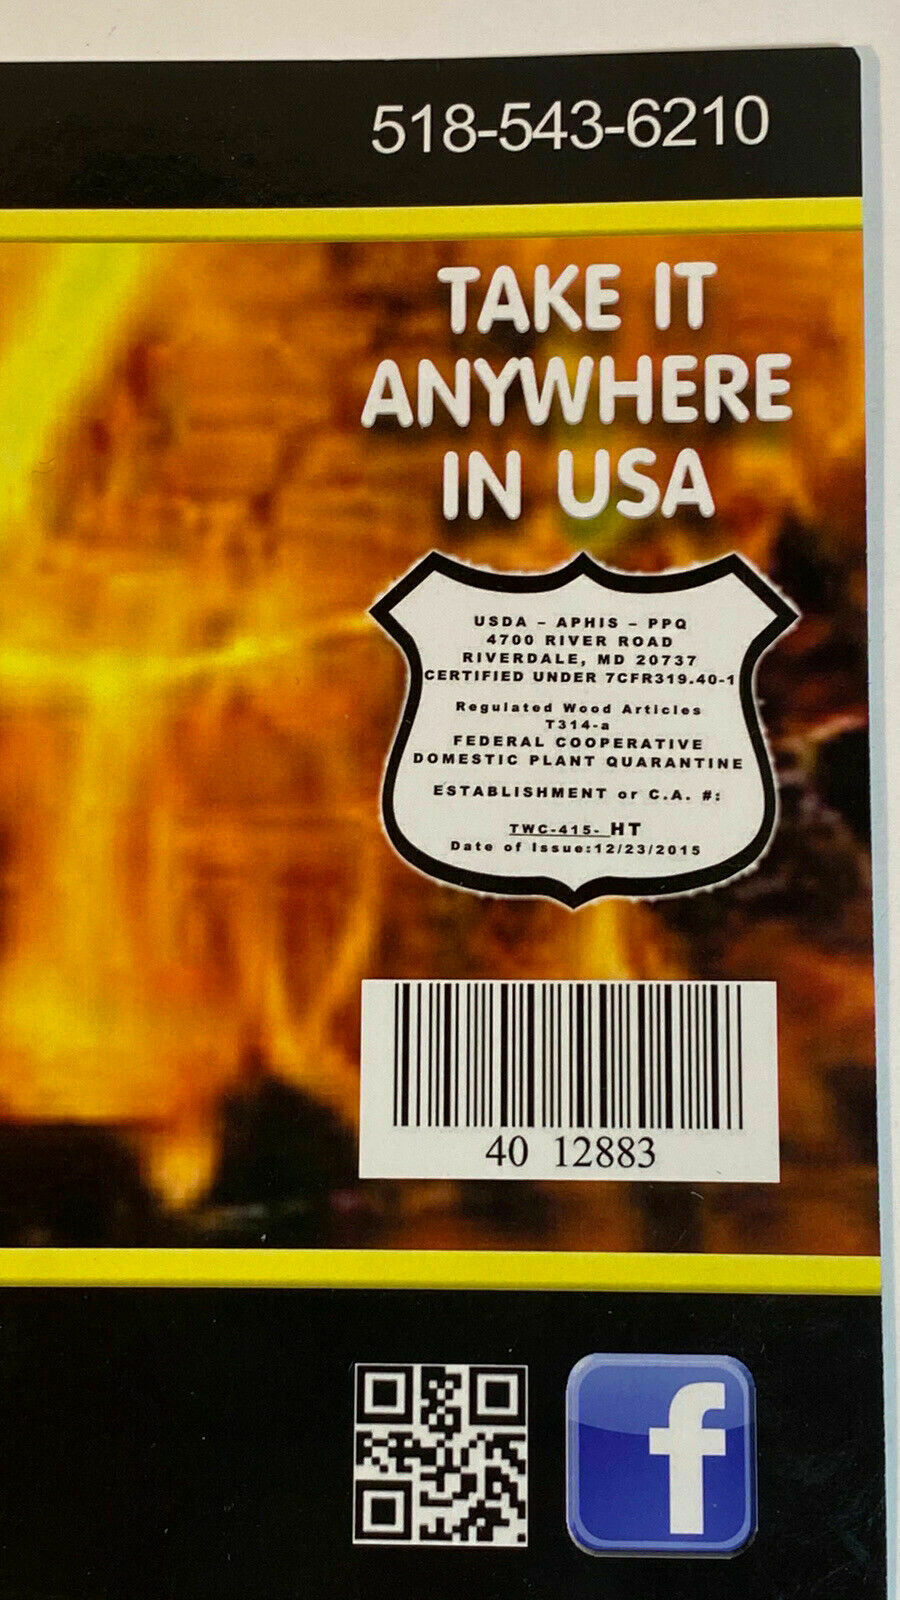 518-543-6210
TAKE IT
ANYWHERE
IN USA
USDA – APHIS – PPQ
4700 RIVER ROAD
RIVERDALE, MD 20737
CERTIFIED UNDER 7CFR319.40-1
Regulated Wood Articles
T314-a
FEDERAL COOPERATIVE
DOMESTIC PLANT QUARANTINE
ESTABLISHMENT or C.A. #:
TWC-415- HT
Date of Issue:12/23/2015
40 12883
f